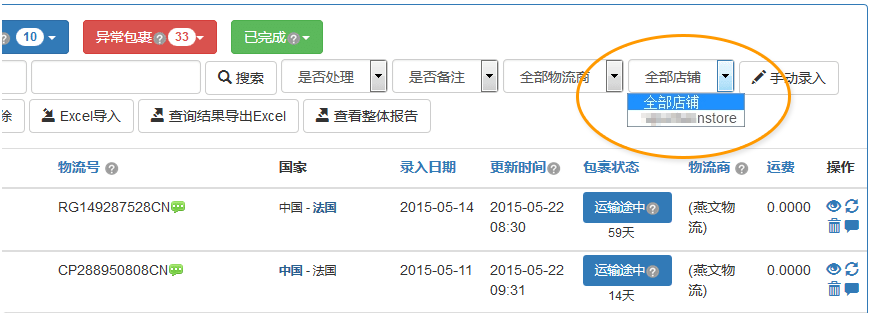 10 异常包裹 33 已完成
搜索 是否处理 是否备注 全部物流商 全部店铺 手动录入
全部店铺
nstore
除 Excel导入 查询结果导出Excel 查看整体报告
物流号 国家 录入日期 更新时间 包裹状态 物流商 运费 操作
RG149287528CN 中国 - 法国 2015-05-14 2015-05-22 运输途中 (燕文物 0.0000
08:30 59天 流)
CP288950808CN 中国 - 法国 2015-05-11 2015-05-22 运输途中 (燕文物 0.0000
09:31 14天 流)